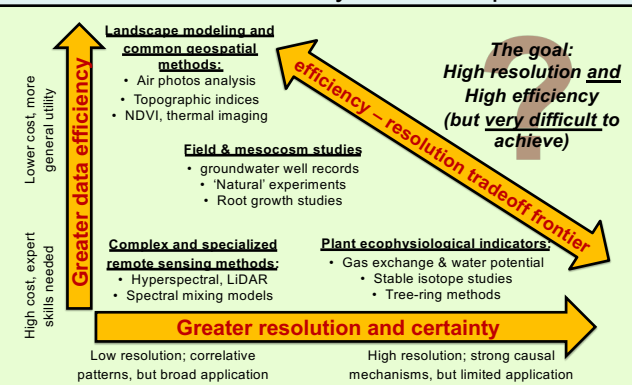 Landscape modeling and
common geospatial
methods:
• Air photos analysis
• Topographic indices
• NDVI, thermal imaging
The goal:
High resolution and
High efficiency
(but very difficult to
achieve)
?
efficiency – resolution tradeoff frontier
Lower cost, more
general utility
Greater data efficiency
Field & mesocosm studies
• groundwater well records
• 'Natural' experiments
• Root growth studies
High cost, expert
skills needed
Complex and specialized
remote sensing methods:
• Hyperspectral, LiDAR
• Spectral mixing models
Plant ecophysiological indicators:
• Gas exchange & water potential
• Stable isotope studies
• Tree-ring methods
Greater resolution and certainty
Low resolution; correlative
patterns, but broad application
High resolution; strong causal
mechanisms, but limited application